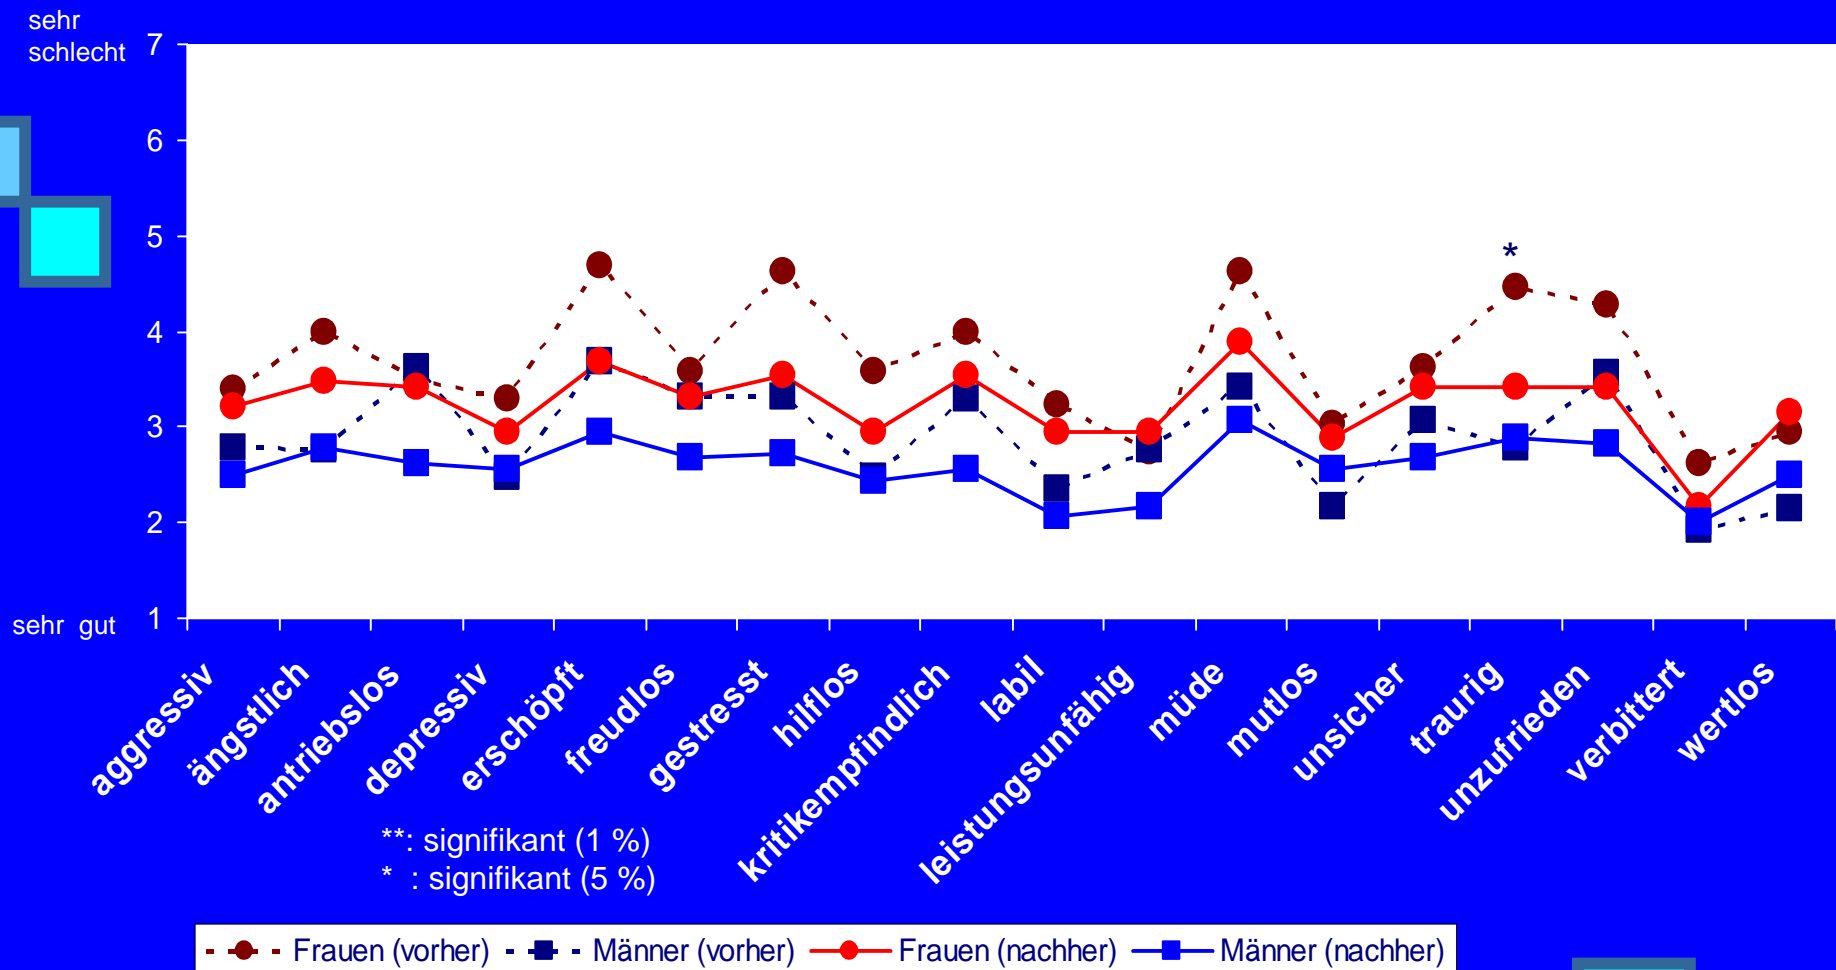 sehr
schlecht
7
6
5
4
3
2
1
sehr gut
*
aggressiv
ängstlich
antriebslos
depressiv
erschöpft
freudlos
gestresst
hilflos
kritikempfindlich
labil
leistungsunfähig
müde
mutlos
unsicher
traurig
unzufrieden
verbittert
wertlos
**: signifikant (1 %)
* : signifikant (5 %)
Frauen (vorher) Männer (vorher) Frauen (nachher) Männer (nachher)